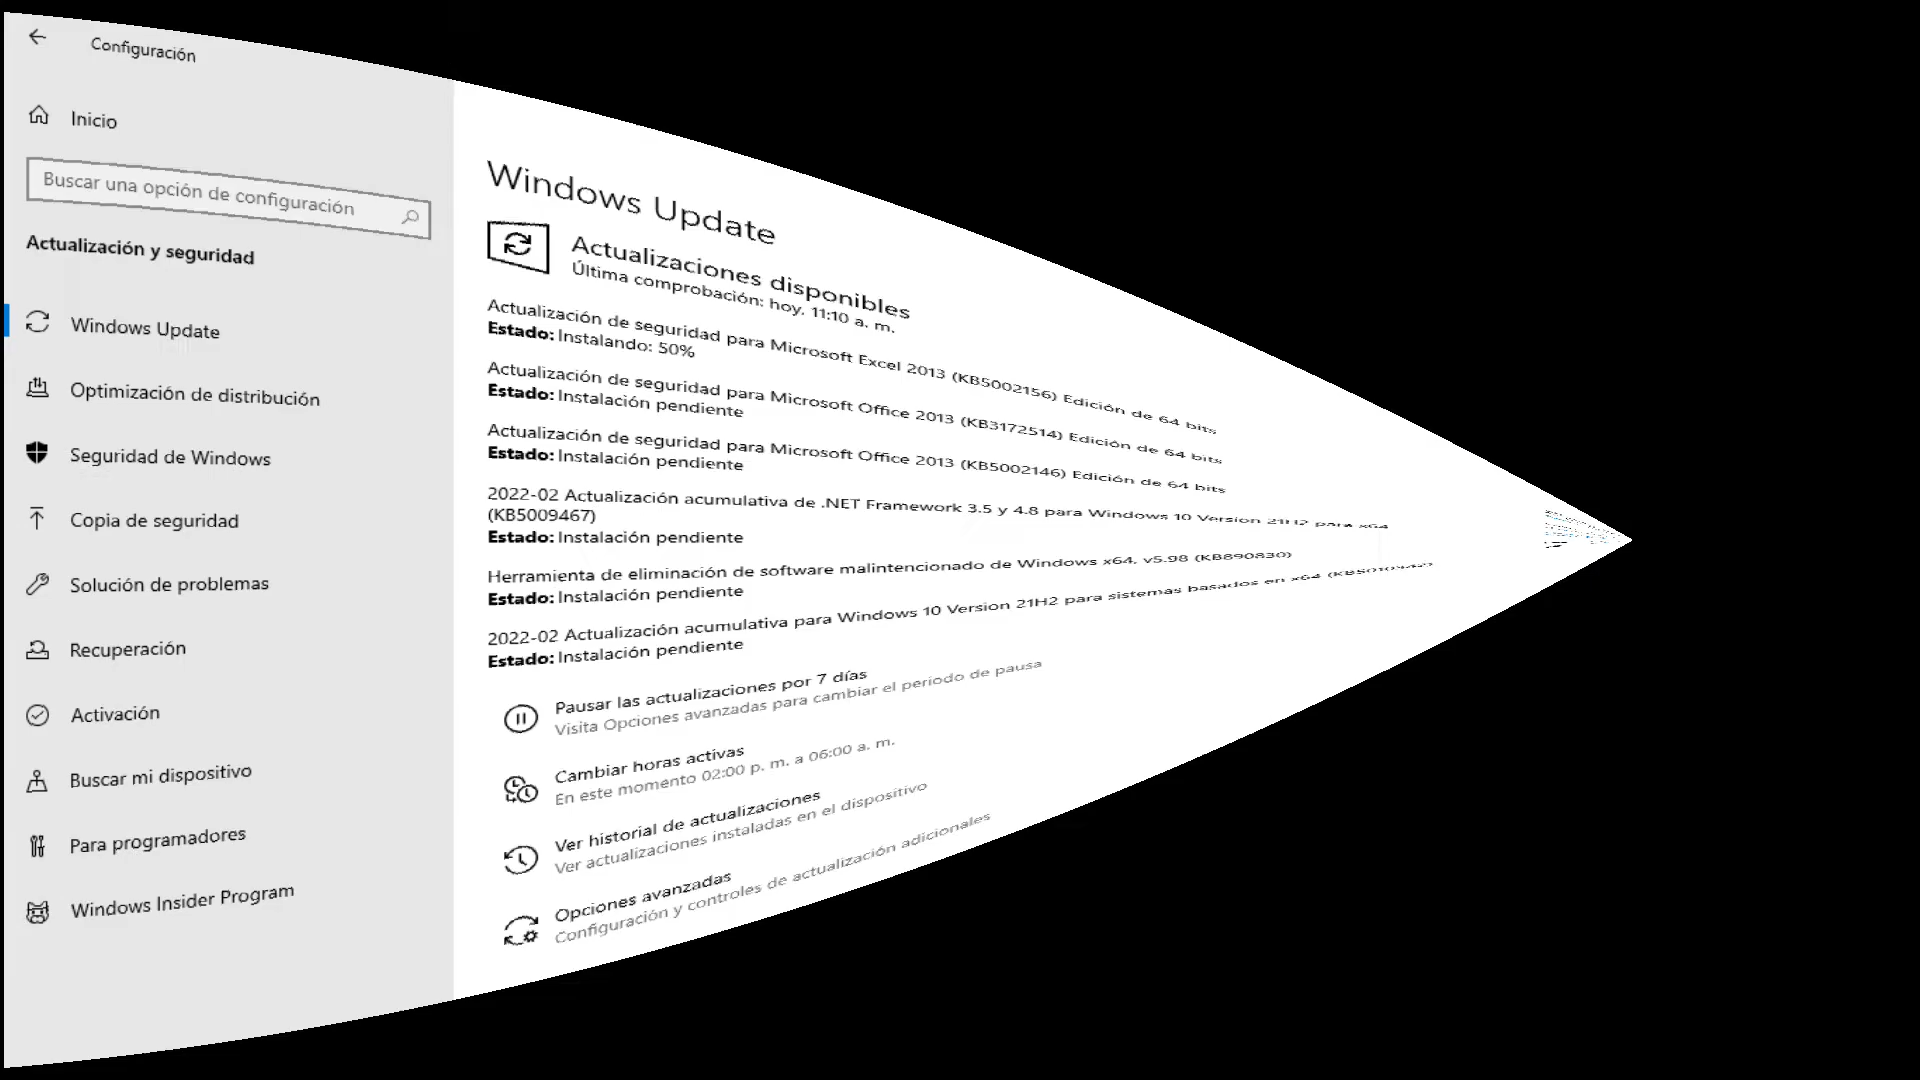 Configuración
Inicio
Buscar una opción de configuración
Actualización y seguridad
Windows Update
Optimización de distribución
Seguridad de Windows
Copia de seguridad
Solución de problemas
Recuperación
Activación
Buscar mi dispositivo
Para programadores
Windows Insider Program
Windows Update
Actualizaciones disponibles
Última comprobación: hoy, 11:10 a. m.
Actualización de seguridad para Microsoft Excel 2013 (KB5002156) Edición de 64 bits
Estado: Instalando: 50%
Actualización de seguridad para Microsoft Office 2013 (KB3172514) Edición de 64 bits
Estado: Instalación pendiente
Actualización de seguridad para Microsoft Office 2013 (KB5002146) Edición de 64 bits
Estado: Instalación pendiente
2022-02 Actualización acumulativa de .NET Framework 3.5 y 4.8 para Windows 10 Version 21H2 para x64
(KB5009467)
Estado: Instalación pendiente
Herramienta de eliminación de software malintencionado de Windows x64, v5.98 (KB890830)
Estado: Instalación pendiente
2022-02 Actualización acumulativa para Windows 10 Version 21H2 para sistemas basados en x64
Estado: Instalación pendiente
Pausar las actualizaciones por 7 días
Visita Opciones avanzadas para cambiar el período de pausa
Cambiar horas activas
En este momento 02:00 p. m. a 06:00 a. m.
Ver historial de actualizaciones
Ver actualizaciones instaladas en el dispositivo
Opciones avanzadas
Configuración y controles de actualización adicionales